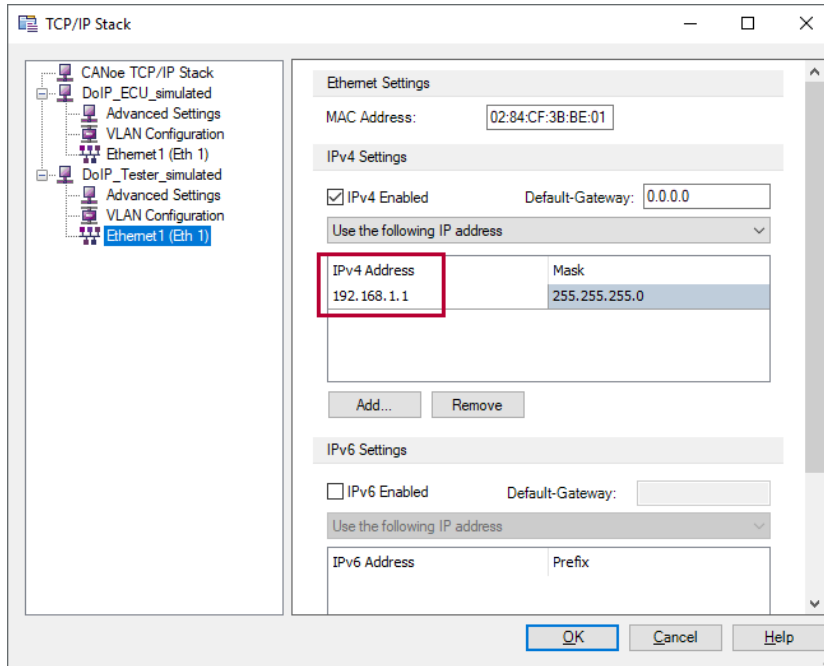 TCP/IP Stack
CANoe TCP/IP Stack
DoIP_ECU_simulated
Advanced Settings
VLAN Configuration
Ethernet1 (Eth 1)
DoIP_Tester_simulated
Advanced Settings
VLAN Configuration
Ethernet1 (Eth 1)
Ethernet Settings
MAC Address: 02:84:CF:3B:BE:01
IPv4 Settings
IPv4 Enabled Default-Gateway: 0.0.0.0
Use the following IP address
IPv4 Address Mask
192.168.1.1 255.255.255.0
Add... Remove
IPv6 Settings
IPv6 Enabled Default-Gateway:
Use the following IP address
IPv6 Address Prefix
OK Cancel Help